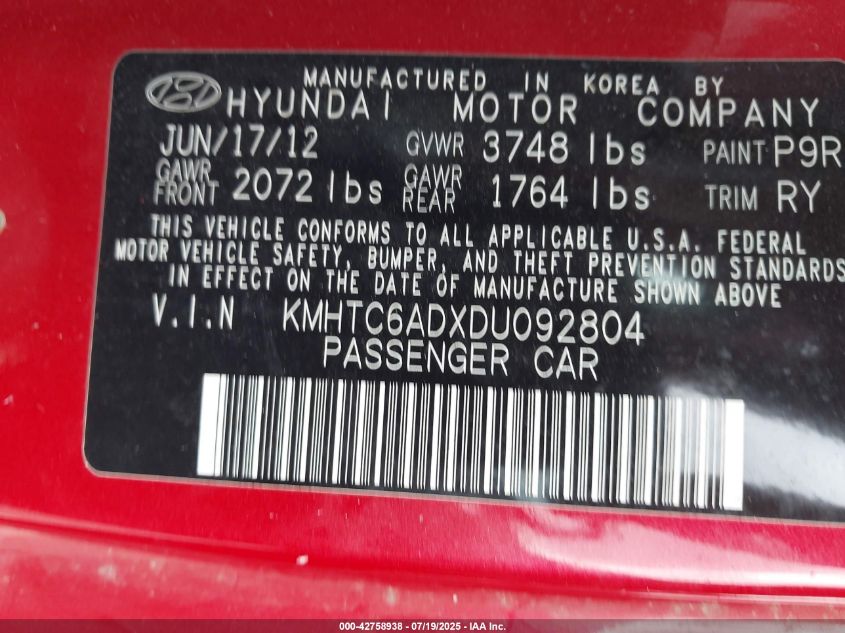 MANUFACTURED IN KOREA BY
HYUNDAI MOTOR COMPANY
JUN/17/12 GVWR 3748 lbs PAINT P9R
GAWR FRONT 2072 lbs GAWR REAR 1764 lbs TRIM RY
THIS VEHICLE CONFORMS TO ALL APPLICABLE U.S.A. FEDERAL
MOTOR VEHICLE SAFETY, BUMPER, AND THEFT PREVENTION STANDARDS
IN EFFECT ON THE DATE OF MANUFACTURE SHOWN ABOVE
V.I.N KMHTC6ADXDU092804
PASSENGER CAR
000-42758938 - 07/19/2025 - IAA Inc.